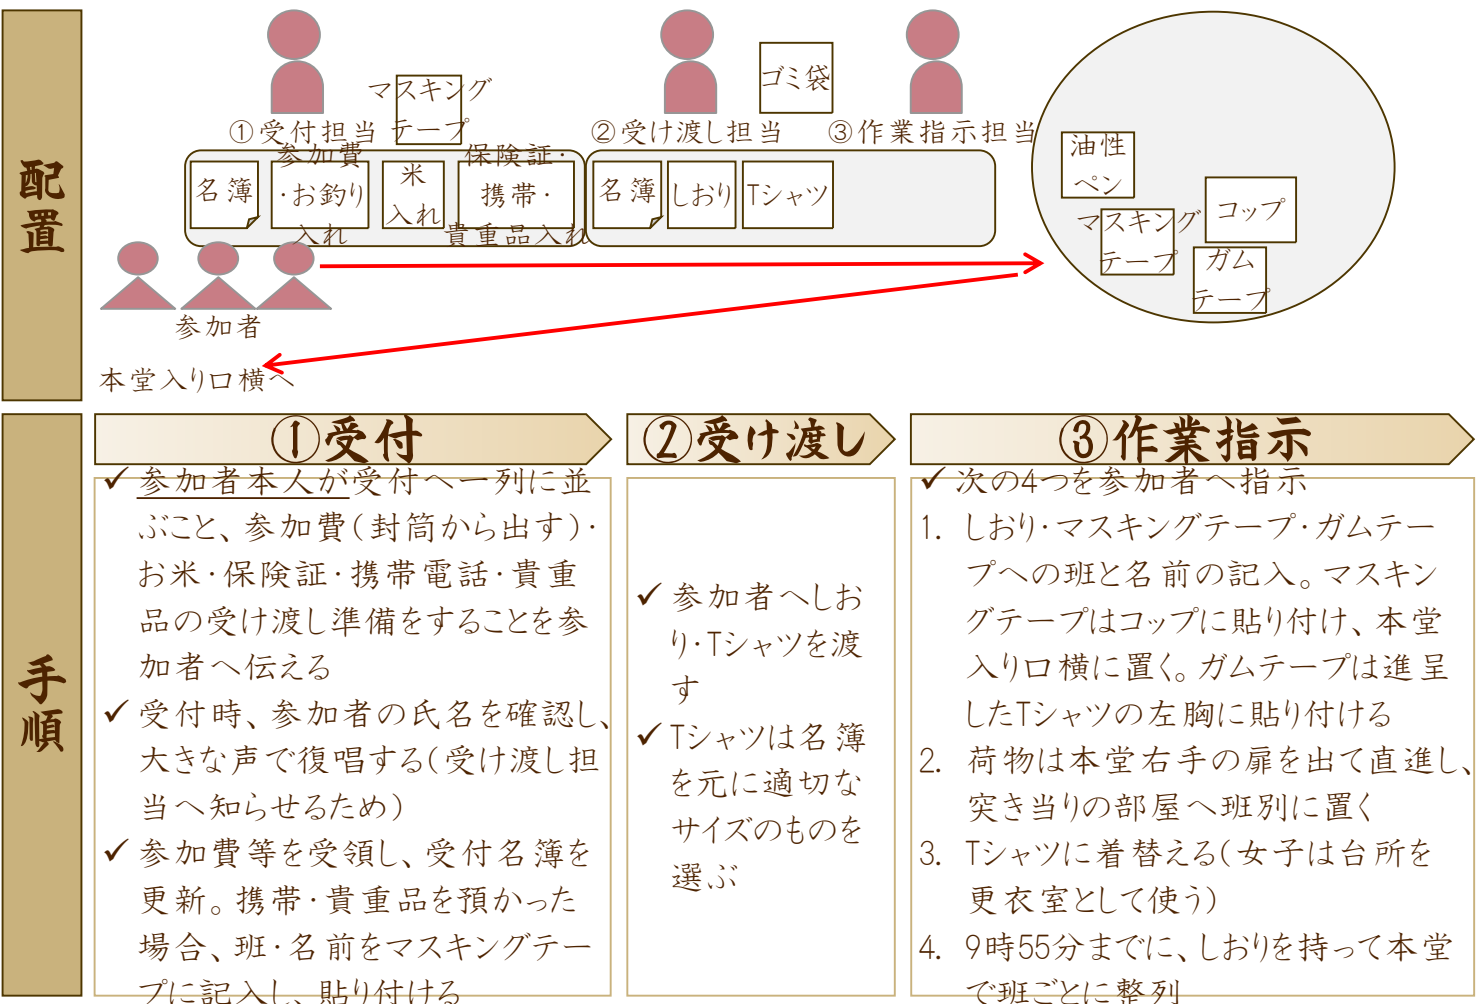 配置
ゴミ袋
マスキング
テープ
①受付担当
②受け渡し担当
③作業指示担当
名簿
参加費
・お釣り
入れ
米
入れ
保険証・
携帯・
貴重品入れ
名簿
しおり
Tシャツ
油性
ペン
コップ
マスキング
テープ
ガム
テープ
参加者
本堂入り口横へ
手順
①受付
参加者本人が受付へ一列に並
ぶこと、参加費(封筒から出す)・
お米・保険証・携帯電話・貴重
品の受け渡し準備をすることを参
加者へ伝える
受付時、参加者の氏名を確認し、
大きな声で復唱する(受け渡し担
当へ知らせるため)
参加費等を受領し、受付名簿を
更新。携帯・貴重品を預かった
場合、班・名前をマスキングテー
プに記入し、貼り付ける
②受け渡し
参加者へしお
り・Tシャツを渡
す
Tシャツは名簿
を元に適切な
サイズのものを
選ぶ
③作業指示
次の4つを参加者へ指示
1. しおり・マスキングテープ・ガムテー
プへの班と名前の記入。マスキン
グテープはコップに貼り付け、本堂
入り口横に置く。ガムテープは進呈
したTシャツの左胸に貼り付ける
2. 荷物は本堂右手の扉を出て直進し、
突き当りの部屋へ班別に置く
3. Tシャツに着替える(女子は台所を
更衣室として使う)
4. 9時55分までに、しおりを持って本堂
で班ごとに整列